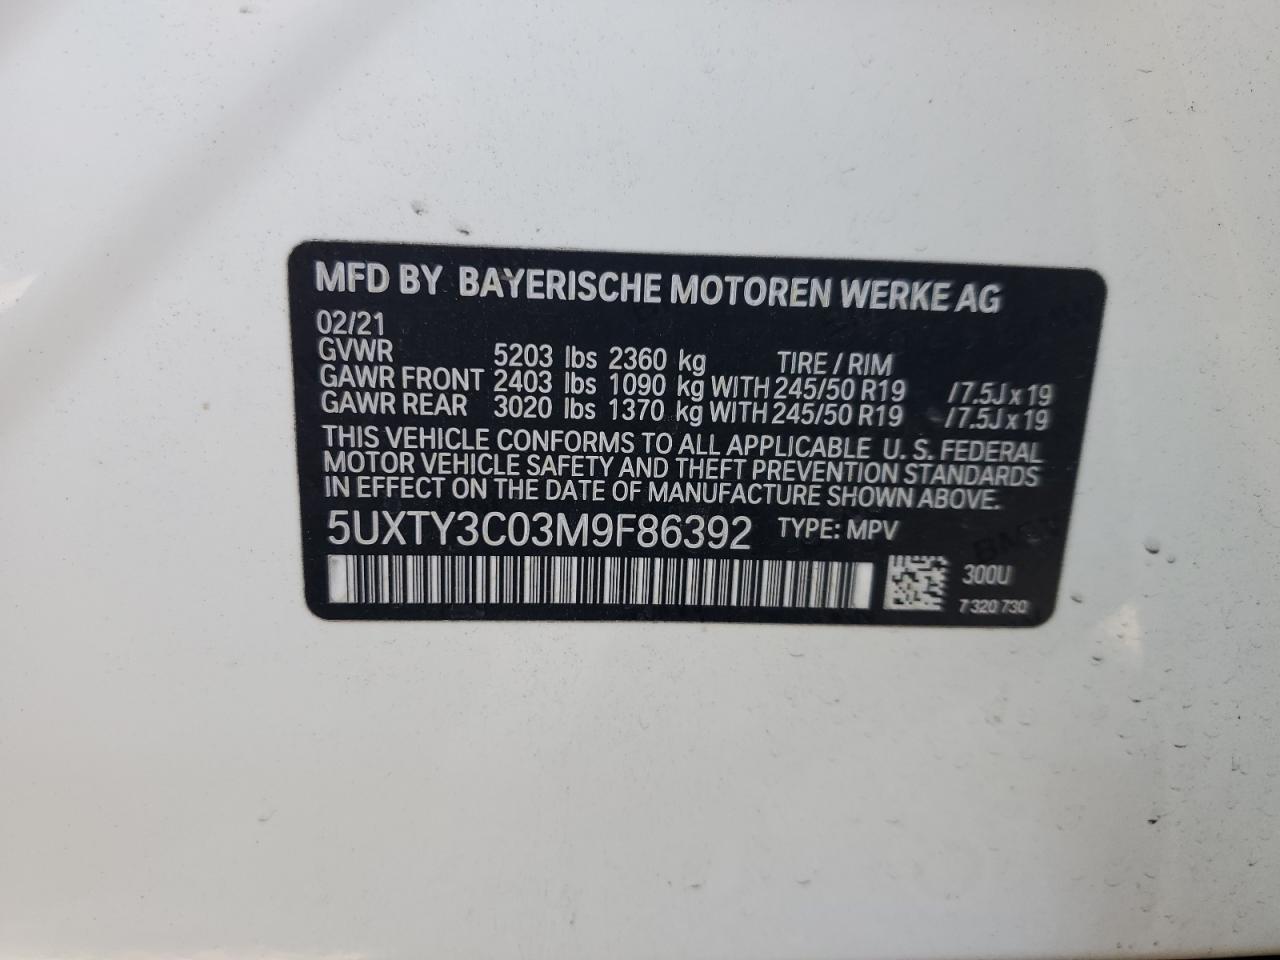 MFD BY BAYERISCHE MOTOREN WERKE AG
02/21
GVWR 5203 lbs 2360 kg TIRE / RIM
GAWR FRONT 2403 lbs 1090 kg WITH 245/50 R19 /7.5J x 19
GAWR REAR 3020 lbs 1370 kg WITH 245/50 R19 /7.5J x 19
THIS VEHICLE CONFORMS TO ALL APPLICABLE U. S. FEDERAL
MOTOR VEHICLE SAFETY AND THEFT PREVENTION STANDARDS
IN EFFECT ON THE DATE OF MANUFACTURE SHOWN ABOVE.
5UXTY3C03M9F86392 TYPE: MPV
300U
7 320 730